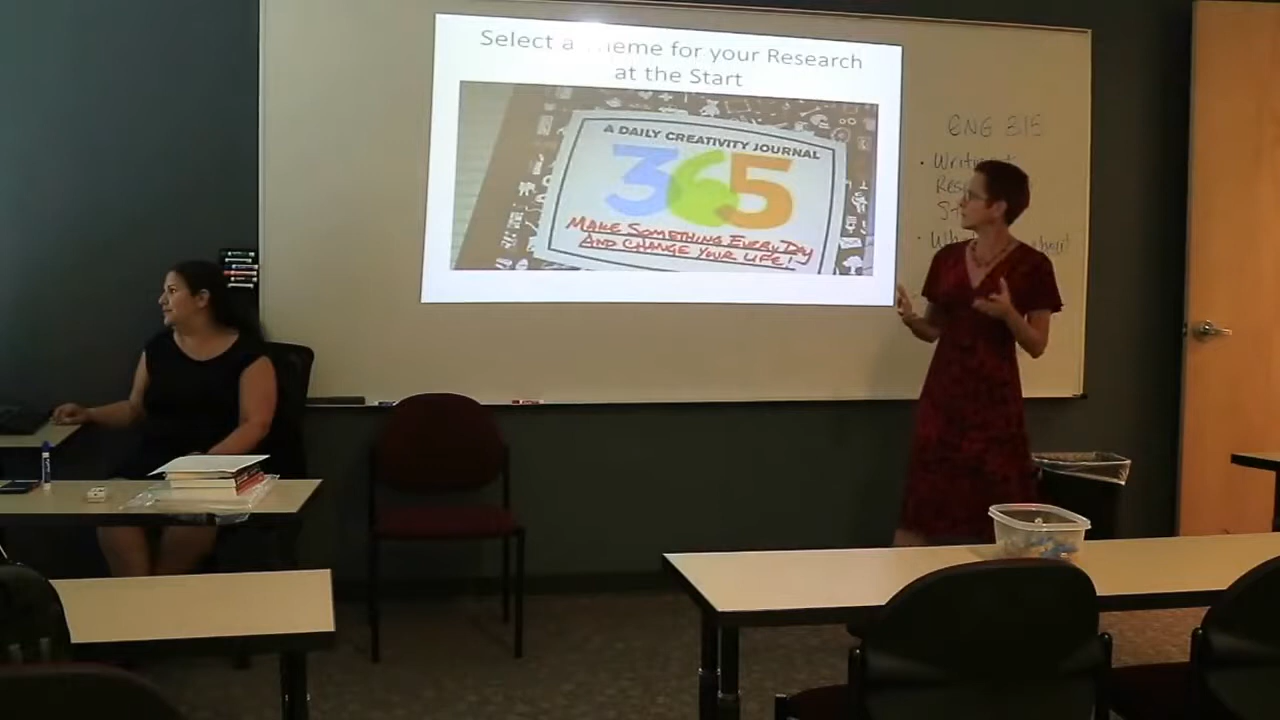 Select a Theme for your Research
at the Start
A DAILY CREATIVITY JOURNAL
365
MAKE SOMETHING EVERY DAY
AND CHANGE YOUR LIFE!
ENG 315